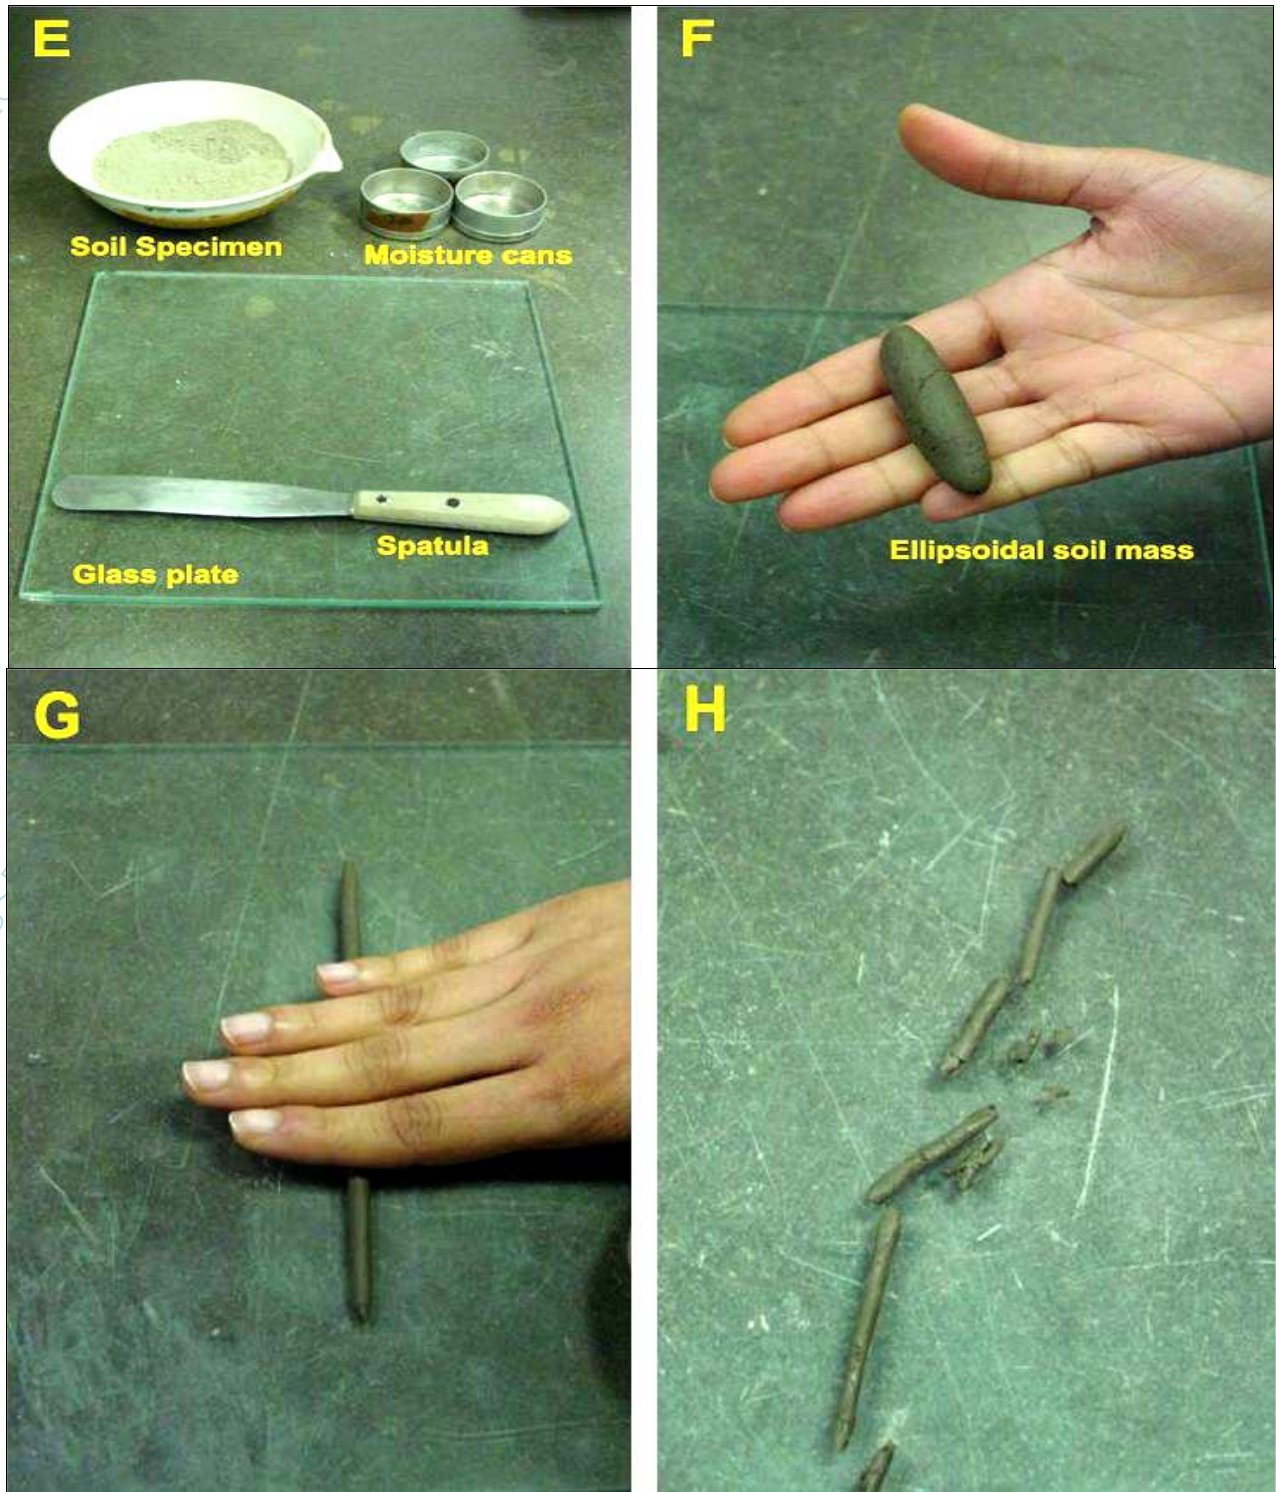 E
Soil Specimen
Moisture cans
Spatula
Glass plate
F
Ellipsoidal soil mass
G
H